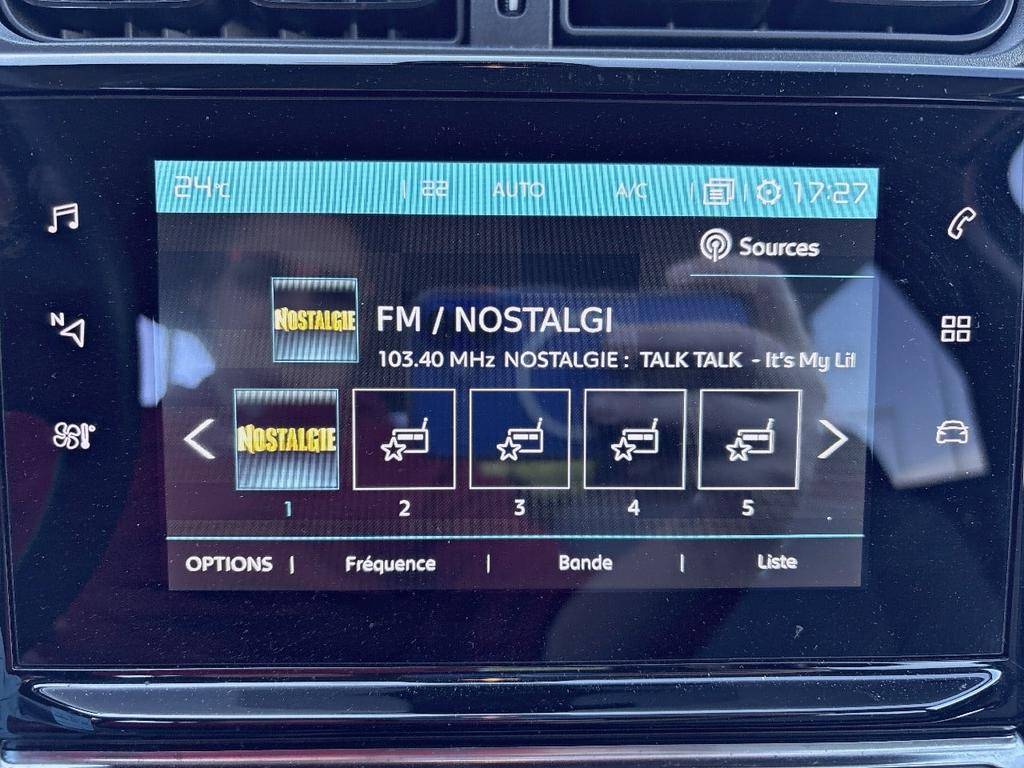 24°C 22 AUTO A/C 17:27
Sources
NOSTALGIE
FM / NOSTALGI
103.40 MHz NOSTALGIE : TALK TALK - It's My Lif
N
NOSTALGIE
1 2 3 4 5
OPTIONS | Fréquence | Bande | Liste